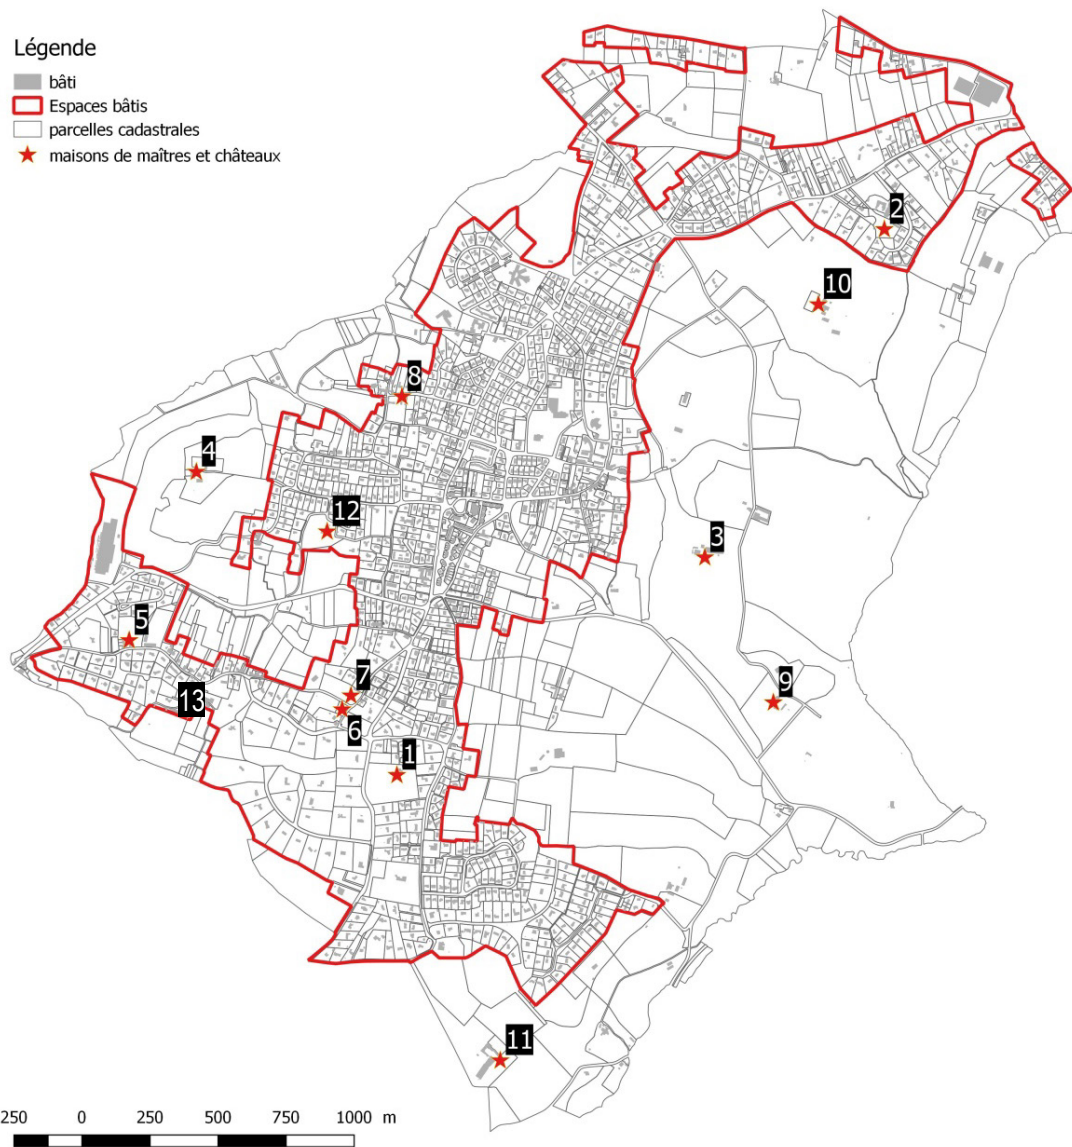 Légende
bâti
Espaces bâtis
parcelles cadastrales
maisons de maîtres et châteaux
2
10
8
4
12
3
5
7
9
13
6
1
11
250 0 250 500 750 1000 m